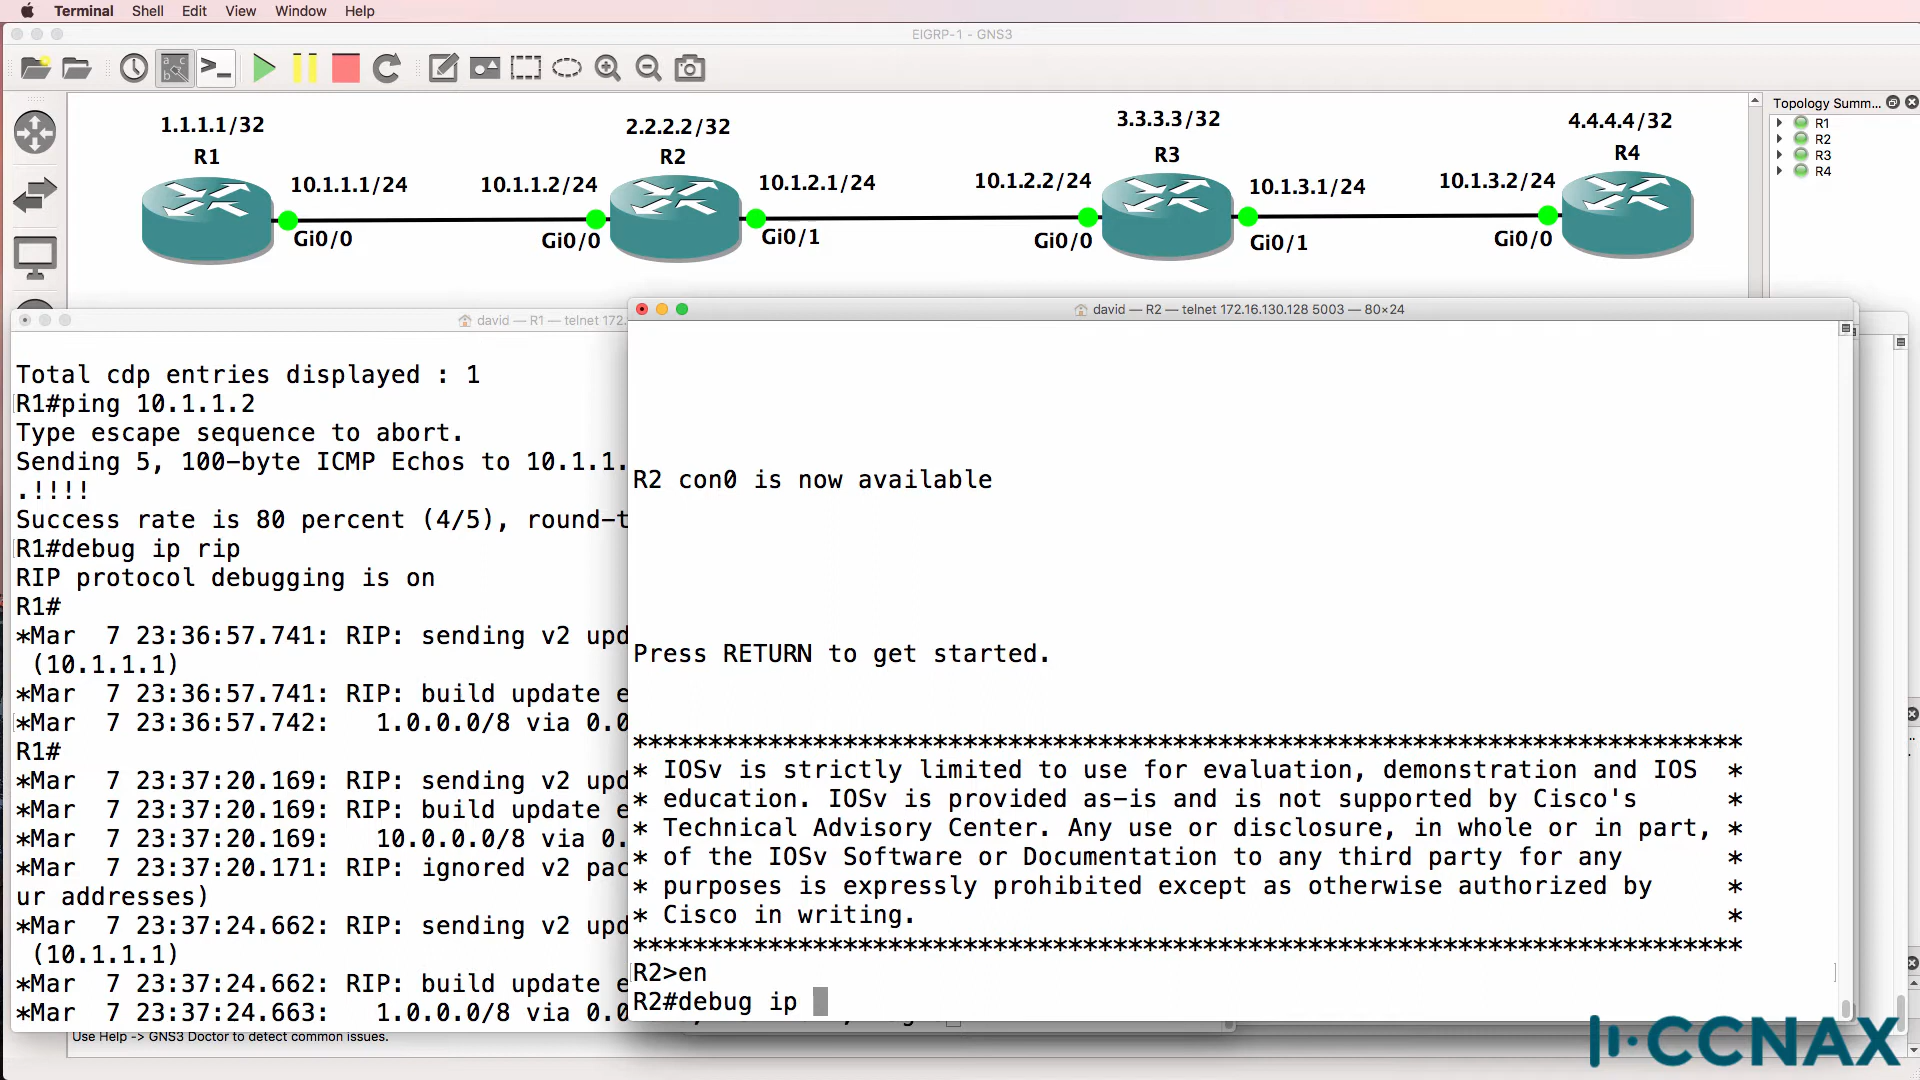 Terminal Shell Edit View Window Help
EIGRP-1 - GNS3
Topology Summ...
R1
R2
R3
R4
1.1.1.1/32
R1
10.1.1.1/24
Gi0/0
10.1.1.2/24
Gi0/0
2.2.2.2/32
R2
10.1.2.1/24
Gi0/1
10.1.2.2/24
Gi0/0
3.3.3.3/32
R3
10.1.3.1/24
Gi0/1
10.1.3.2/24
Gi0/0
4.4.4.4/32
R4
david — R1 — telnet 172.
Total cdp entries displayed : 1
R1#ping 10.1.1.2
Type escape sequence to abort.
Sending 5, 100-byte ICMP Echos to 10.1.1.
.!!!!
Success rate is 80 percent (4/5), round-t
R1#debug ip rip
RIP protocol debugging is on
R1#
*Mar  7 23:36:57.741: RIP: sending v2 upd
 (10.1.1.1)
*Mar  7 23:36:57.741: RIP: build update e
*Mar  7 23:36:57.742:   1.0.0.0/8 via 0.0
R1#
*Mar  7 23:37:20.169: RIP: sending v2 upd
*Mar  7 23:37:20.169: RIP: build update e
*Mar  7 23:37:20.169:   10.0.0.0/8 via 0.
*Mar  7 23:37:20.171: RIP: ignored v2 pac
ur addresses)
*Mar  7 23:37:24.662: RIP: sending v2 upd
 (10.1.1.1)
*Mar  7 23:37:24.662: RIP: build update e
*Mar  7 23:37:24.663:   1.0.0.0/8 via 0.0
david — R2 — telnet 172.16.130.128 5003 — 80×24
R2 con0 is now available
Press RETURN to get started.
**************************************************************************
* IOSv is strictly limited to use for evaluation, demonstration and IOS  *
* education. IOSv is provided as-is and is not supported by Cisco's      *
* Technical Advisory Center. Any use or disclosure, in whole or in part, *
* of the IOSv Software or Documentation to any third party for any       *
* purposes is expressly prohibited except as otherwise authorized by     *
* Cisco in writing.                                                      *
**************************************************************************
R2>en
R2#debug ip
Use Help -> GNS3 Doctor to detect common issues.
CCNAX